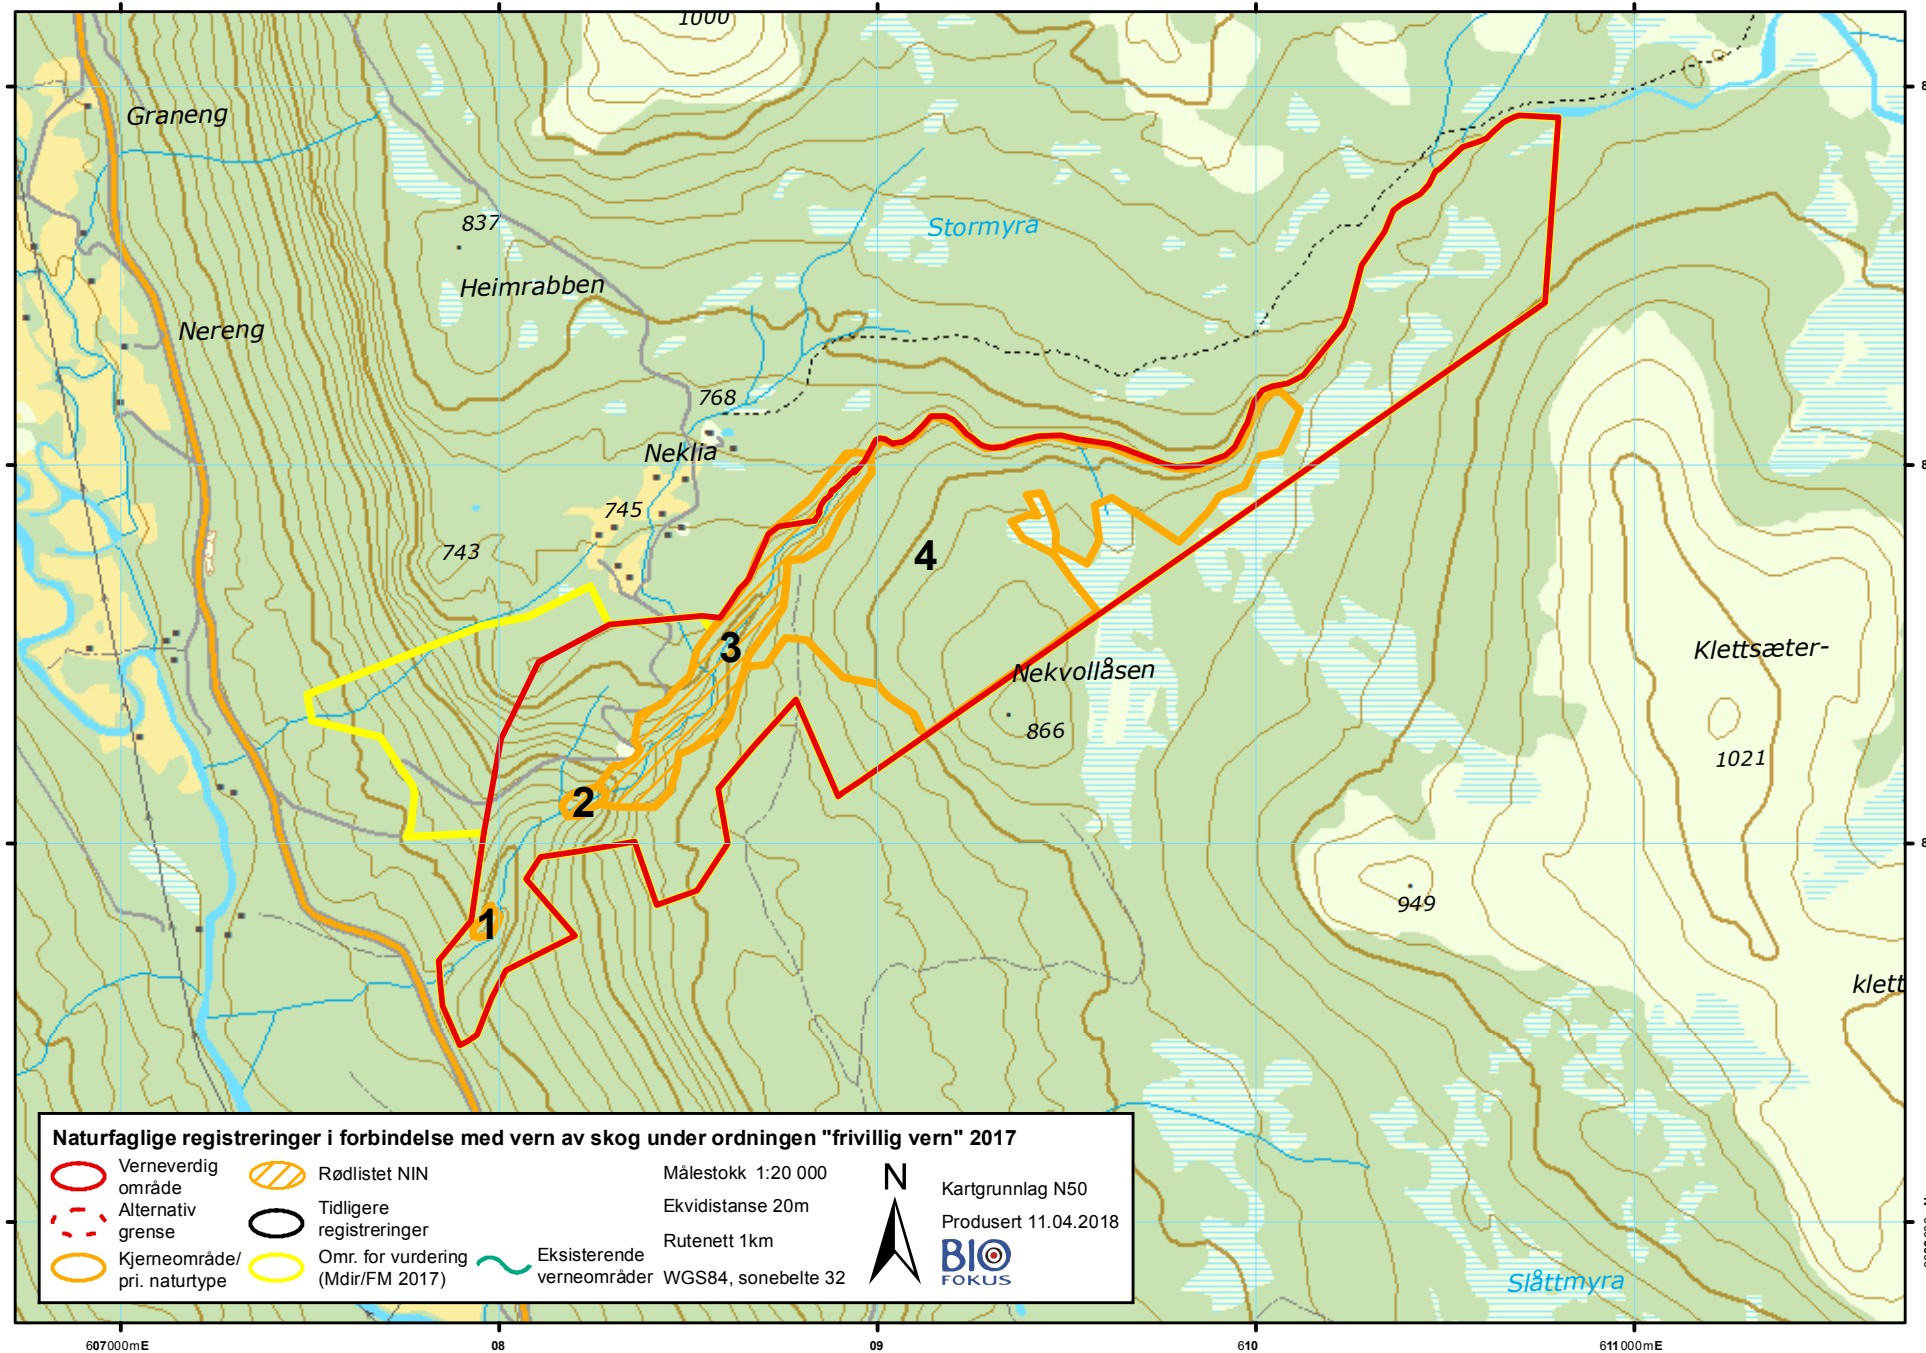 1000
Graneng
837
Stormyra
Heimrabben
Nereng
768
Neklia
745
743
4
3
Nekvollåsen
866
Klettsæter-
1021
2
1
949
klett
Slåttmyra
Naturfaglige registreringer i forbindelse med vern av skog under ordningen "frivillig vern" 2017
Verneverdig
område
Alternativ
grense
Kjerneområde/
pri. naturtype
Rødlistet NIN
Tidligere
registreringer
Omr. for vurdering
(Mdir/FM 2017)
Eksisterende
verneområder
Målestokk 1:20 000
Ekvidistanse 20m
Rutenett 1km
WGS84, sonebelte 32
N
Kartgrunnlag N50
Produsert 11.04.2018
BIO
FOKUS
607000mE
08
09
610
611000mE